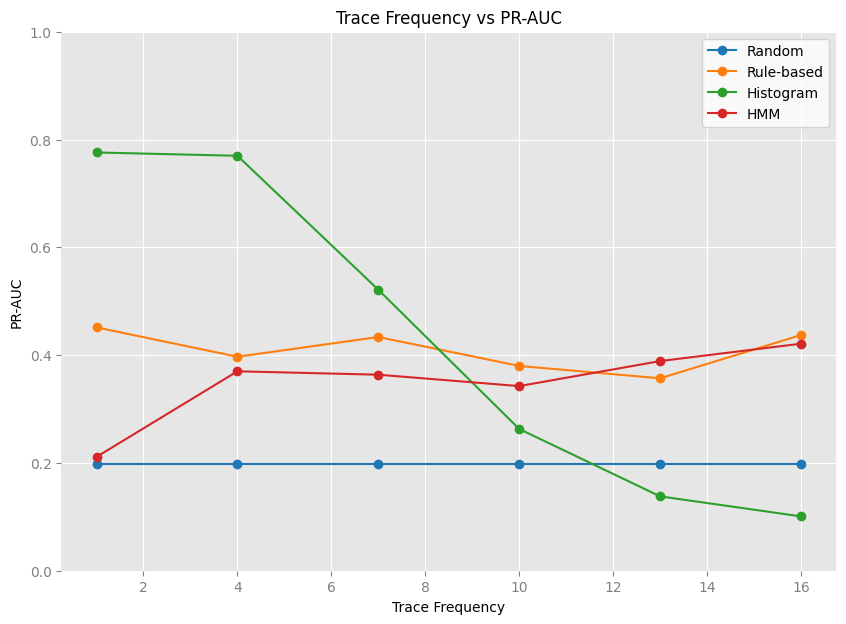 Trace Frequency vs PR-AUC
1.0
0.8
0.6
0.4
0.2
0.0
PR-AUC
Random
Rule-based
Histogram
HMM
2 4 6 8 10 12 14 16
Trace Frequency